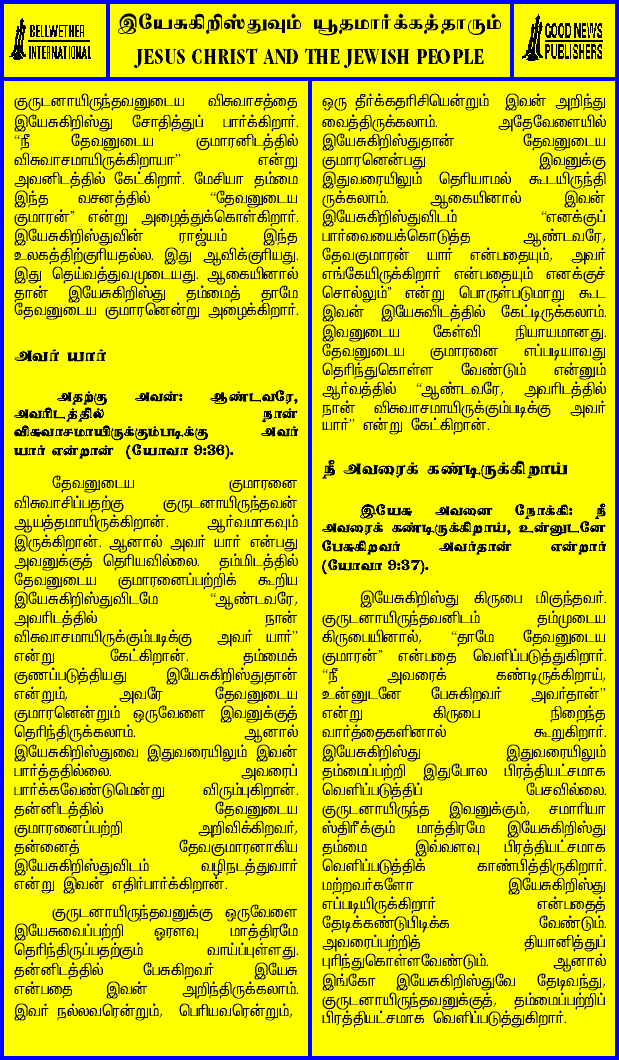 BELLWETHER
INTERNATIONAL
இயேசுகிறிஸ்துவும் யூதமார்க்கத்தாரும்
JESUS CHRIST AND THE JEWISH PEOPLE
GOOD NEWS
PUBLISHERS
குருடனாயிருந்தவனுடைய விசுவாசத்தை
இயேசுகிறிஸ்து சோதித்துப் பார்க்கிறார்.
“நீ தேவனுடைய குமாரனிடத்தில்
விசுவாசமாயிருக்கிறாயா” என்று
அவனிடத்தில் கேட்கிறார். மேசியா தம்மை
இந்த வசனத்தில் “தேவனுடைய
குமாரன்” என்று அழைத்துக்கொள்கிறார்.
இயேசுகிறிஸ்துவின் ராஜ்யம் இந்த
உலகத்திற்குரியதல்ல. இது ஆவிக்குரியது.
இது தெய்வத்துவமுடையது. ஆகையினால்
தான் இயேசுகிறிஸ்து தம்மைத் தாமே
தேவனுடைய குமாரனென்று அழைக்கிறார்.
அவர் யார்
அதற்கு அவன்: ஆண்டவரே,
அவரிடத்தில் நான்
விசுவாசமாயிருக்கும்படிக்கு அவர்
யார் என்றான் (யோவா 9:36).
தேவனுடைய குமாரனை
விசுவாசிப்பதற்கு குருடனாயிருந்தவன்
ஆயத்தமாயிருக்கிறான். ஆர்வமாகவும்
இருக்கிறான். ஆனால் அவர் யார் என்பது
அவனுக்குத் தெரியவில்லை. தம்மிடத்தில்
தேவனுடைய குமாரனைப்பற்றிக் கூறிய
இயேசுகிறிஸ்துவிடமே “ஆண்டவரே,
அவரிடத்தில் நான்
விசுவாசமாயிருக்கும்படிக்கு அவர் யார்”
என்று கேட்கிறான். தம்மைக்
குணப்படுத்தியது இயேசுகிறிஸ்துதான்
என்றும், அவரே தேவனுடைய
குமாரனென்றும் ஒருவேளை இவனுக்குத்
தெரிந்திருக்கலாம். ஆனால்
இயேசுகிறிஸ்துவை இதுவரையிலும் இவன்
பார்த்ததில்லை. அவரைப்
பார்க்கவேண்டுமென்று விரும்புகிறான்.
தன்னிடத்தில் தேவனுடைய
குமாரனைப்பற்றி அறிவிக்கிறவர்,
தன்னைத் தேவகுமாரனாகிய
இயேசுகிறிஸ்துவிடம் வழிநடத்துவார்
என்று இவன் எதிர்பார்க்கிறான்.
குருடனாயிருந்தவனுக்கு ஒருவேளை
இயேசுவைப்பற்றி ஓரளவு மாத்திரமே
தெரிந்திருப்பதற்கும் வாய்ப்புள்ளது.
தன்னிடத்தில் பேசுகிறவர் இயேசு
என்பதை இவன் அறிந்திருக்கலாம்.
இவர் நல்லவரென்றும், பெரியவரென்றும்,
ஒரு தீர்க்கதரிசியென்றும் இவன் அறிந்து
வைத்திருக்கலாம். அதேவேளையில்
இயேசுகிறிஸ்துதான் தேவனுடைய
குமாரனென்பது இவனுக்கு
இதுவரையிலும் தெரியாமல் கூடயிருந்தி
ருக்கலாம். ஆகையினால் இவன்
இயேசுகிறிஸ்துவிடம் “எனக்குப்
பார்வையைக்கொடுத்த ஆண்டவரே,
தேவகுமாரன் யார் என்பதையும், அவர்
எங்கேயிருக்கிறார் என்பதையும் எனக்குச்
சொல்லும்” என்று பொருள்படுமாறு கூட
இவன் இயேசுவிடத்தில் கேட்டிருக்கலாம்.
இவனுடைய கேள்வி நியாயமானது.
தேவனுடைய குமாரனை எப்படியாவது
தெரிந்துகொள்ள வேண்டும் என்னும்
ஆர்வத்தில் “ஆண்டவரே, அவரிடத்தில்
நான் விசுவாசமாயிருக்கும்படிக்கு அவர்
யார்” என்று கேட்கிறான்.
நீ அவரைக் கண்டிருக்கிறாய்
இயேசு அவனை நோக்கி: நீ
அவரைக் கண்டிருக்கிறாய், உன்னுடனே
பேசுகிறவர் அவர்தான் என்றார்
(யோவா 9:37).
இயேசுகிறிஸ்து கிருபை மிகுந்தவர்.
குருடனாயிருந்தவனிடம் தம்முடைய
கிருபையினால், “தாமே தேவனுடைய
குமாரன்” என்பதை வெளிப்படுத்துகிறார்.
“நீ அவரைக் கண்டிருக்கிறாய்,
உன்னுடனே பேசுகிறவர் அவர்தான்”
என்று கிருபை நிறைந்த
வார்த்தைகளினால் கூறுகிறார்.
இயேசுகிறிஸ்து இதுவரையிலும்
தம்மைப்பற்றி இதுபோல பிரத்தியட்சமாக
வெளிப்படுத்திப் பேசவில்லை.
குருடனாயிருந்த இவனுக்கும், சமாரியா
ஸ்திரீக்கும் மாத்திரமே இயேசுகிறிஸ்து
தம்மை இவ்வளவு பிரத்தியட்சமாக
வெளிப்படுத்திக் காண்பித்திருகிறார்.
மற்றவர்களோ இயேசுகிறிஸ்து
எப்படியிருக்கிறார் என்பதைத்
தேடிக்கண்டுபிடிக்க வேண்டும்.
அவரைப்பற்றித் தியானித்துப்
புரிந்துகொள்ளவேண்டும். ஆனால்
இங்கோ இயேசுகிறிஸ்துவே தேடிவந்து,
குருடனாயிருந்தவனுக்குத், தம்மைப்பற்றிப்
பிரத்தியட்சமாக வெளிப்படுத்துகிறார்.